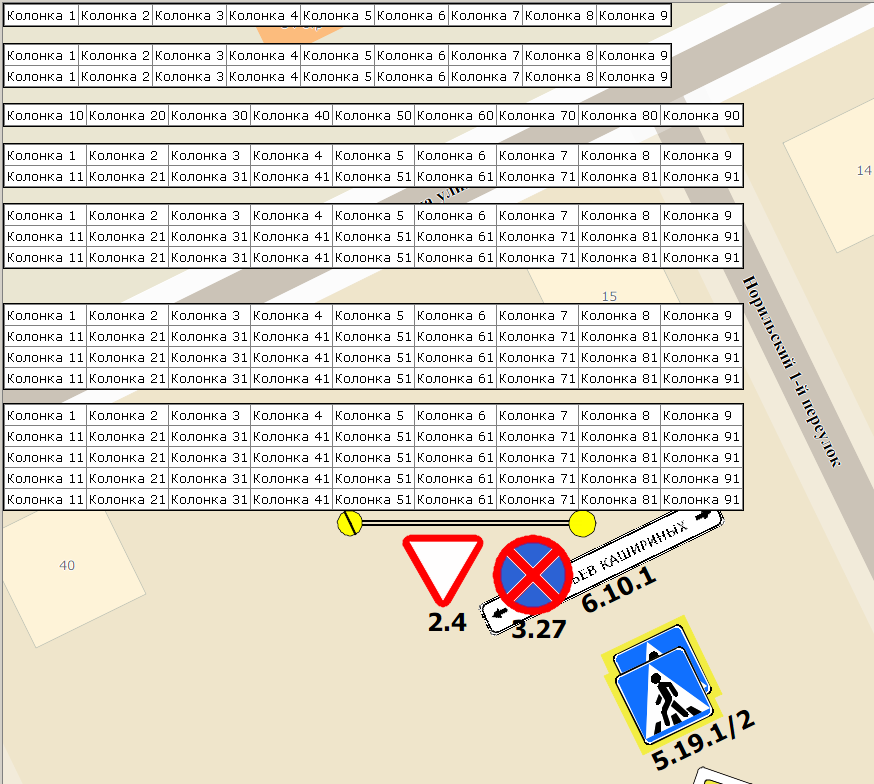 Колонка 1 Колонка 2 Колонка 3 Колонка 4 Колонка 5 Колонка 6 Колонка 7 Колонка 8 Колонка 9
Колонка 1 Колонка 2 Колонка 3 Колонка 4 Колонка 5 Колонка 6 Колонка 7 Колонка 8 Колонка 9
Колонка 1 Колонка 2 Колонка 3 Колонка 4 Колонка 5 Колонка 6 Колонка 7 Колонка 8 Колонка 9
Колонка 10 Колонка 20 Колонка 30 Колонка 40 Колонка 50 Колонка 60 Колонка 70 Колонка 80 Колонка 90
Колонка 1 Колонка 2 Колонка 3 Колонка 4 Колонка 5 Колонка 6 Колонка 7 Колонка 8 Колонка 9
Колонка 11 Колонка 21 Колонка 31 Колонка 41 Колонка 51 Колонка 61 Колонка 71 Колонка 81 Колонка 91
14
Колонка 1 Колонка 2 Колонка 3 Колонка 4 Колонка 5 Колонка 6 Колонка 7 Колонка 8 Колонка 9
Колонка 11 Колонка 21 Колонка 31 Колонка 41 Колонка 51 Колонка 61 Колонка 71 Колонка 81 Колонка 91
Колонка 11 Колонка 21 Колонка 31 Колонка 41 Колонка 51 Колонка 61 Колонка 71 Колонка 81 Колонка 91
15
Колонка 1 Колонка 2 Колонка 3 Колонка 4 Колонка 5 Колонка 6 Колонка 7 Колонка 8 Колонка 9
Колонка 11 Колонка 21 Колонка 31 Колонка 41 Колонка 51 Колонка 61 Колонка 71 Колонка 81 Колонка 91
Колонка 11 Колонка 21 Колонка 31 Колонка 41 Колонка 51 Колонка 61 Колонка 71 Колонка 81 Колонка 91
Колонка 11 Колонка 21 Колонка 31 Колонка 41 Колонка 51 Колонка 61 Колонка 71 Колонка 81 Колонка 91
Норильский 1-й переулок
Колонка 1 Колонка 2 Колонка 3 Колонка 4 Колонка 5 Колонка 6 Колонка 7 Колонка 8 Колонка 9
Колонка 11 Колонка 21 Колонка 31 Колонка 41 Колонка 51 Колонка 61 Колонка 71 Колонка 81 Колонка 91
Колонка 11 Колонка 21 Колонка 31 Колонка 41 Колонка 51 Колонка 61 Колонка 71 Колонка 81 Колонка 91
Колонка 11 Колонка 21 Колонка 31 Колонка 41 Колонка 51 Колонка 61 Колонка 71 Колонка 81 Колонка 91
Колонка 11 Колонка 21 Колонка 31 Колонка 41 Колонка 51 Колонка 61 Колонка 71 Колонка 81 Колонка 91
40
ЬЕВ КАШИРИНЫХ
6.10.1
2.4
3.27
5.19.1/2